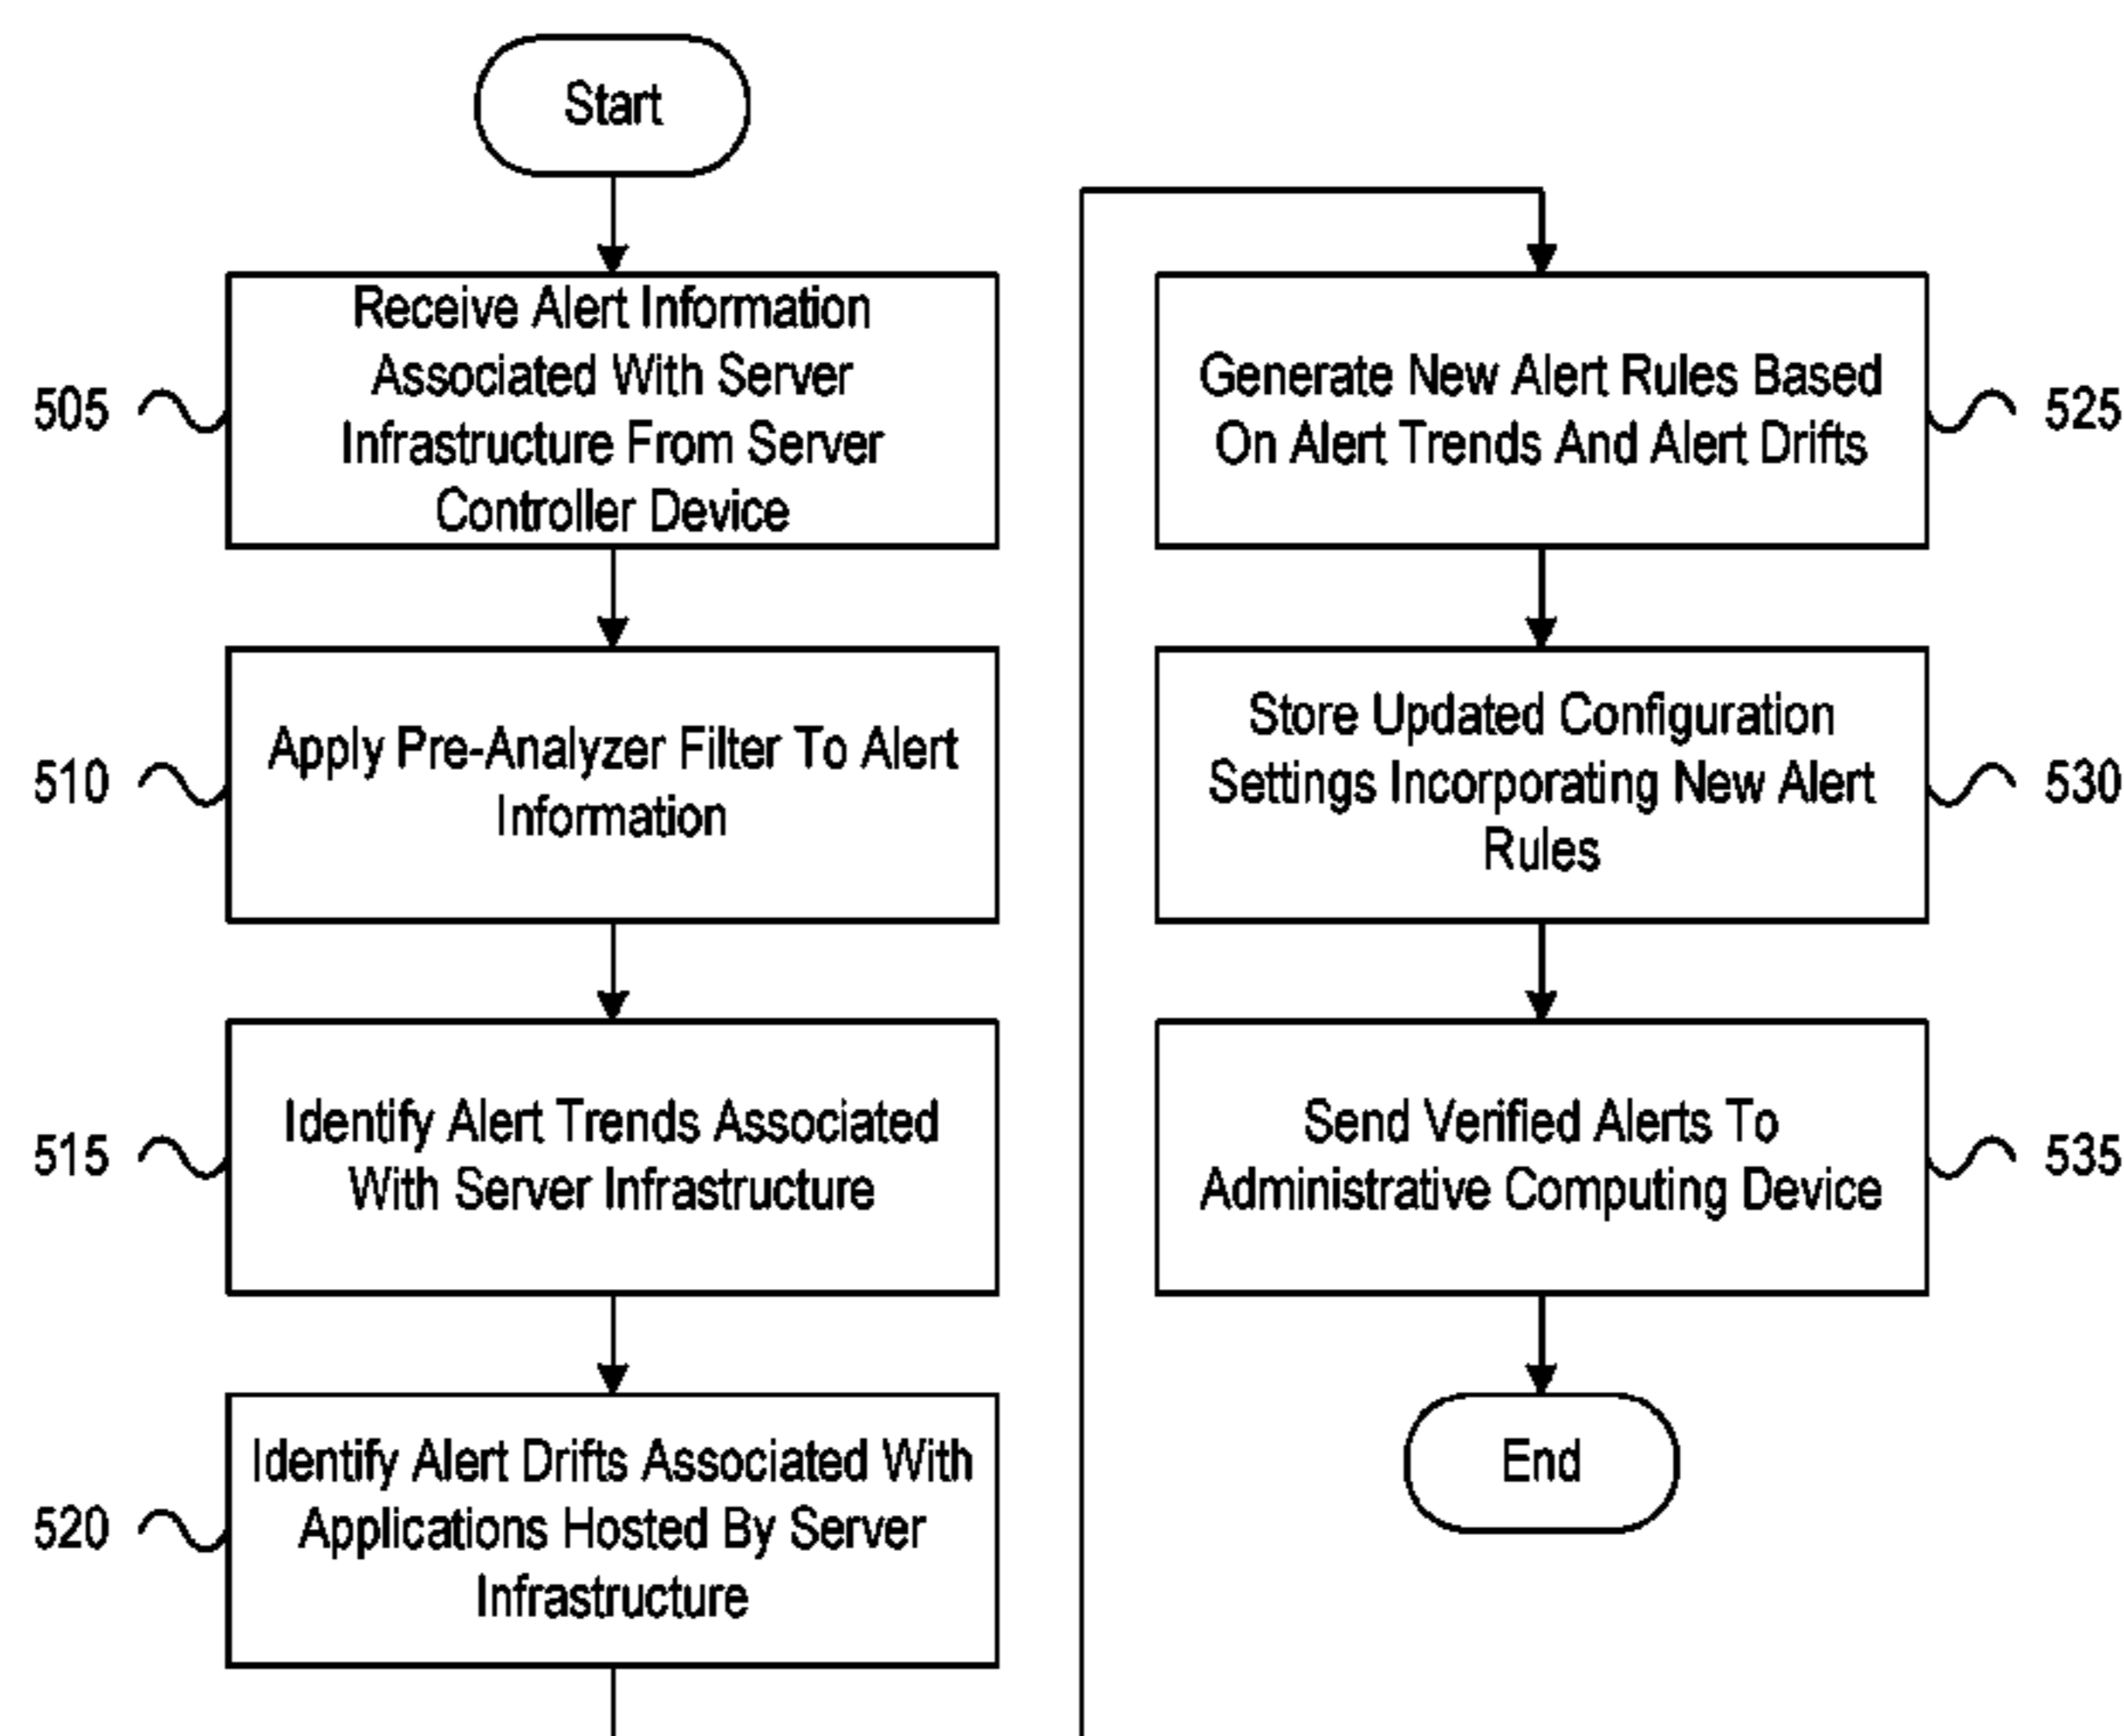 Start
505
Receive Alert Information
Associated With Server
Infrastructure From Server
Controller Device
510
Apply Pre-Analyzer Filter To Alert
Information
515
Identify Alert Trends Associated
With Server Infrastructure
520
Identify Alert Drifts Associated With
Applications Hosted By Server
Infrastructure
Generate New Alert Rules Based
On Alert Trends And Alert Drifts
525
Store Updated Configuration
Settings Incorporating New Alert
Rules
530
Send Verified Alerts To
Administrative Computing Device
535
End